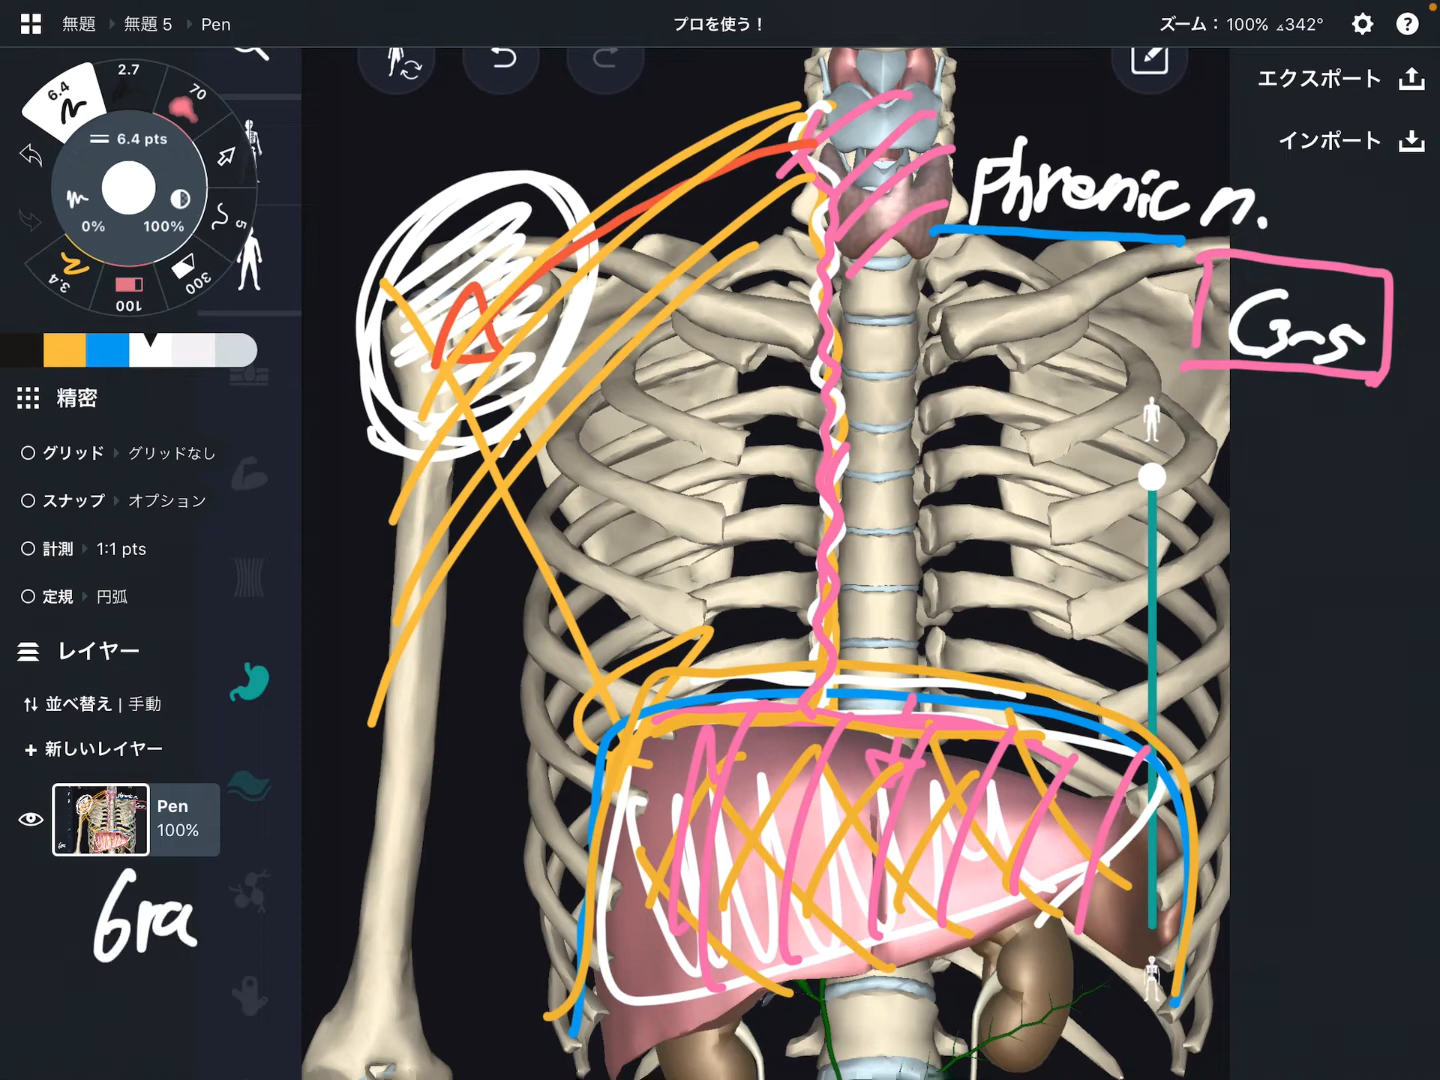 無題 無題 5 Pen
プロを使う！
ズーム： 100% ⊿342°
エクスポート
インポート
6.4
2.7
70
6.4 pts
0% 100%
5
300
100
3.4
精密
グリッド グリッドなし
スナップ オプション
計測 1:1 pts
定規 円弧
レイヤー
並べ替え | 手動
+ 新しいレイヤー
Pen
100%
Phrenic n.
C3~5